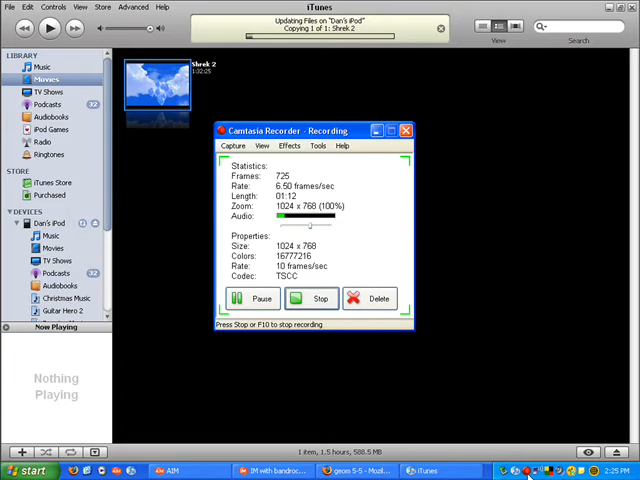 File Edit Controls View Store Advanced Help
iTunes
Updating Files on "Dan's iPod"
Copying 1 of 1: Shrek 2
View
Search
LIBRARY
Music
Movies
TV Shows
Podcasts 32
Audiobooks
iPod Games
Radio
Ringtones
STORE
iTunes Store
Purchased
DEVICES
Dan's iPod
Music
Movies
TV Shows
Podcasts 32
Audiobooks
Christmas Music
Guitar Hero 2
Now Playing
Nothing
Playing
Shrek 2
1:32:25
Camtasia Recorder - Recording
Capture View Effects Tools Help
Statistics:
Frames: 725
Rate: 6.50 frames/sec
Length: 01:12
Zoom: 1024 x 768 (100%)
Audio:
Properties:
Size: 1024 x 768
Colors: 16777216
Rate: 10 frames/sec
Codec: TSCC
Pause Stop Delete
Press Stop or F10 to stop recording
1 item, 1.5 hours, 588.5 MB
start AIM IM with bandroc... geom 5-5 - Mozil... iTunes 2:25 PM